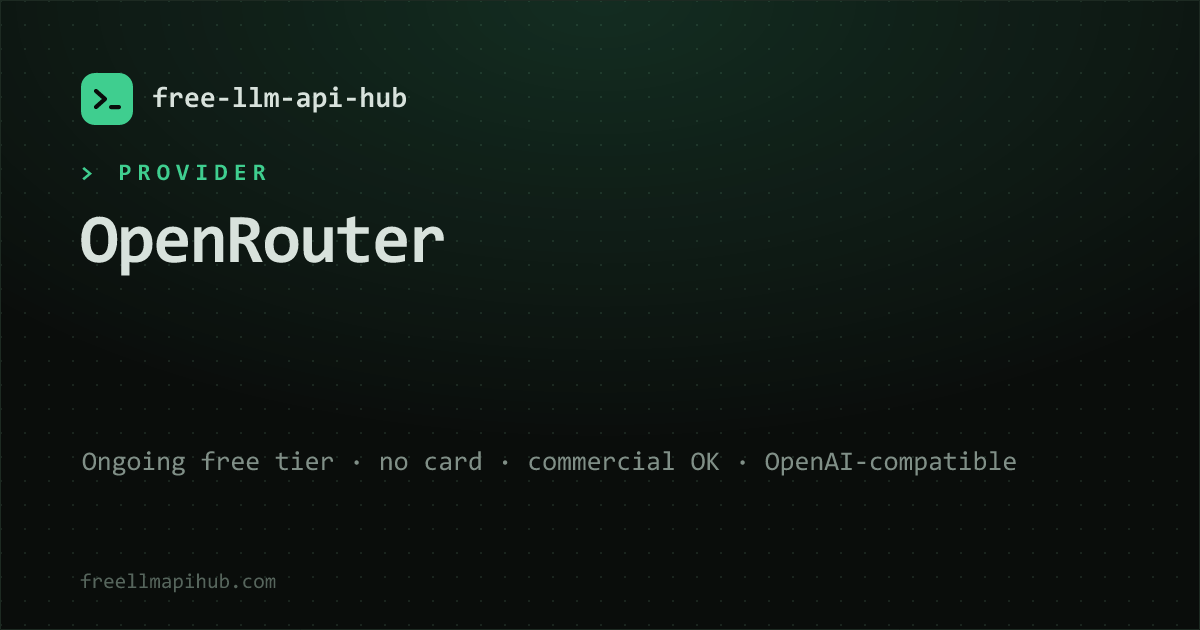 free-llm-api-hub
> PROVIDER
OpenRouter
Ongoing free tier · no card · commercial OK · OpenAI-compatible
freellmapihub.com